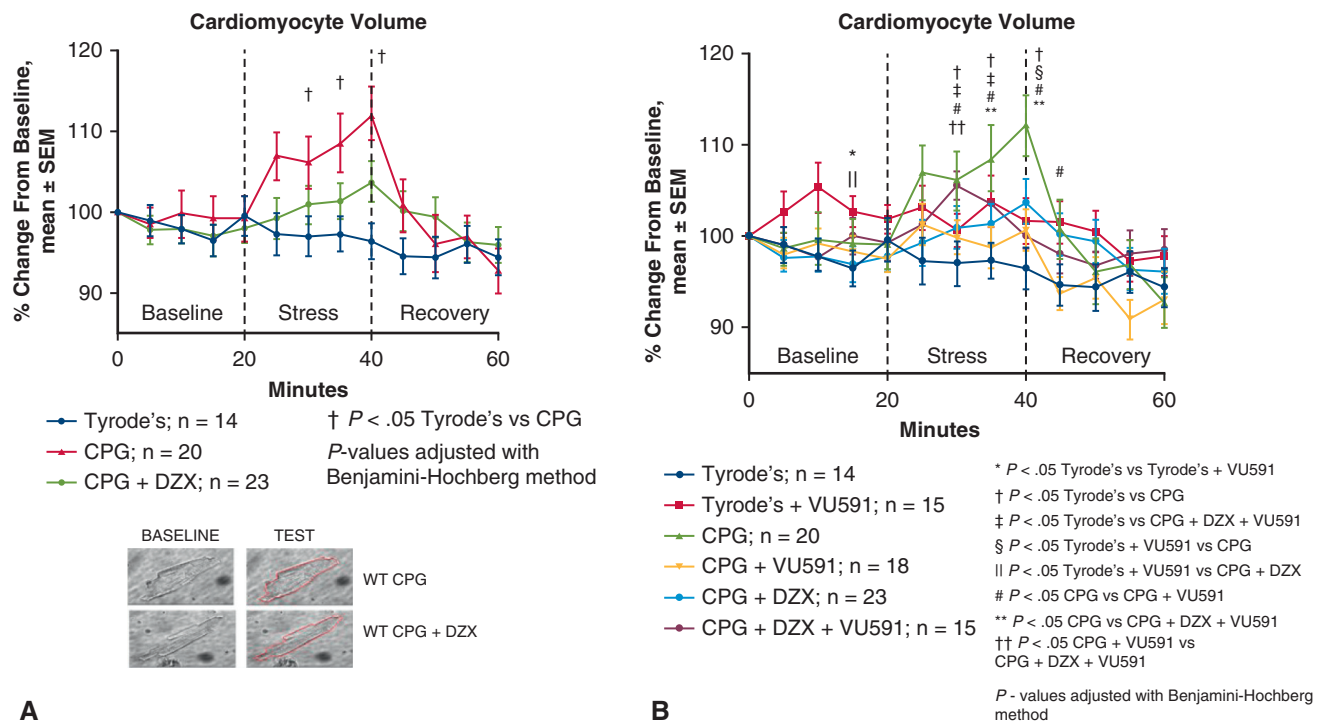 Cardiomyocyte Volume
% Change From Baseline,
mean ± SEM
120
110
100
90
†
†
†
Baseline
Stress
Recovery
0
20
40
60
Minutes
Tyrode's; n = 14
CPG; n = 20
CPG + DZX; n = 23
† P < .05 Tyrode's vs CPG
P-values adjusted with
Benjamini-Hochberg method
BASELINE
TEST
WT CPG
WT CPG + DZX
A
Cardiomyocyte Volume
% Change From Baseline,
mean ± SEM
120
110
100
90
*
||
†
‡
#
††
†
‡
#
**
†
§
#
**
#
Baseline
Stress
Recovery
0
20
40
60
Minutes
Tyrode's; n = 14
Tyrode's + VU591; n = 15
CPG; n = 20
CPG + VU591; n = 18
CPG + DZX; n = 23
CPG + DZX + VU591; n = 15
* P < .05 Tyrode's vs Tyrode's + VU591
† P < .05 Tyrode's vs CPG
‡ P < .05 Tyrode's vs CPG + DZX + VU591
§ P < .05 Tyrode's + VU591 vs CPG
|| P < .05 Tyrode's + VU591 vs CPG + DZX
# P < .05 CPG vs CPG + VU591
** P < .05 CPG vs CPG + DZX + VU591
†† P < .05 CPG + VU591 vs
CPG + DZX + VU591
P - values adjusted with Benjamini-Hochberg
method
B